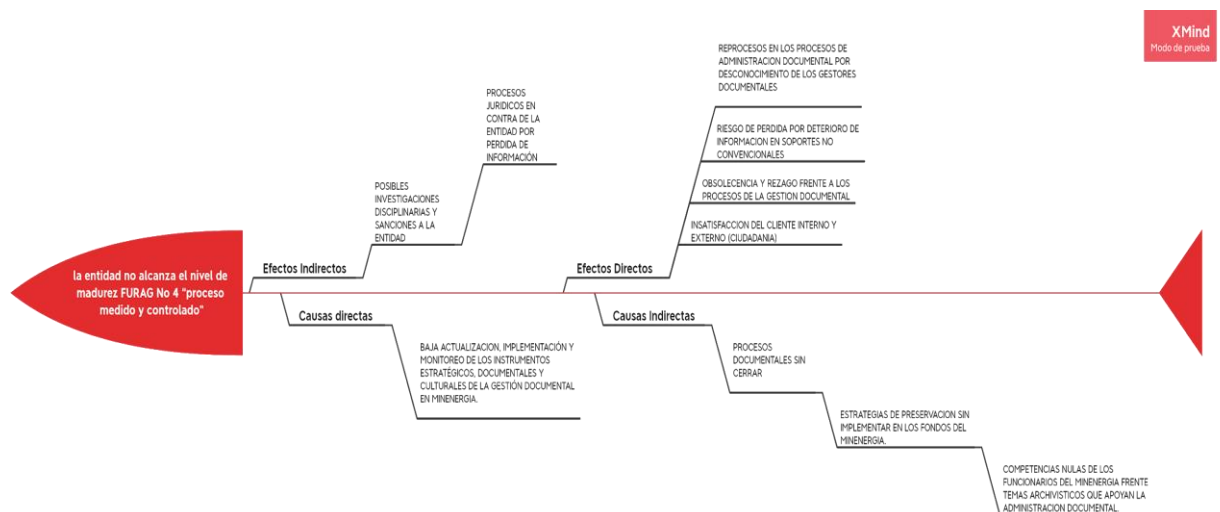 XMind
Modo de prueba
REPROCESOS EN LOS PROCESOS DE
ADMINISTRACION DOCUMENTAL POR
DESCONOCIMIENTO DE LOS GESTORES
DOCUMENTALES
PROCESOS
JURIDICOS EN
CONTRA DE LA
ENTIDAD POR
PERDIDA DE
INFORMACIÓN
RIESGO DE PERDIDA POR DETERIORO DE
INFORMACION EN SOPORTES NO
CONVENCIONALES
POSIBLES
INVESTIGACIONES
DISCIPLINARIAS Y
SANCIONES A LA
ENTIDAD
OBSOLECENCIA Y REZAGO FRENTE A LOS
PROCESOS DE LA GESTION DOCUMENTAL
INSATISFACCION DEL CLIENTE INTERNO Y
EXTERNO (CIUDADANIA)
Efectos Indirectos
Efectos Directos
la entidad no alcanza el nivel de
madurez FURAG No 4 "proceso
medido y controlado"
Causas directas
Causas Indirectas
BAJA ACTUALIZACION, IMPLEMENTACIÓN Y
MONITOREO DE LOS INSTRUMENTOS
ESTRATÉGICOS, DOCUMENTALES Y
CULTURALES DE LA GESTIÓN DOCUMENTAL
EN MINENERGIA.
PROCESOS
DOCUMENTALES SIN
CERRAR
ESTRATEGIAS DE PRESERVACION SIN
IMPLEMENTAR EN LOS FONDOS DEL
MINENERGIA.
COMPETENCIAS NULAS DE LOS
FUNCIONARIOS DEL MINENERGIA FRENTE
TEMAS ARCHIVISTICOS QUE APOYAN LA
ADMINISTRACION DOCUMENTAL.